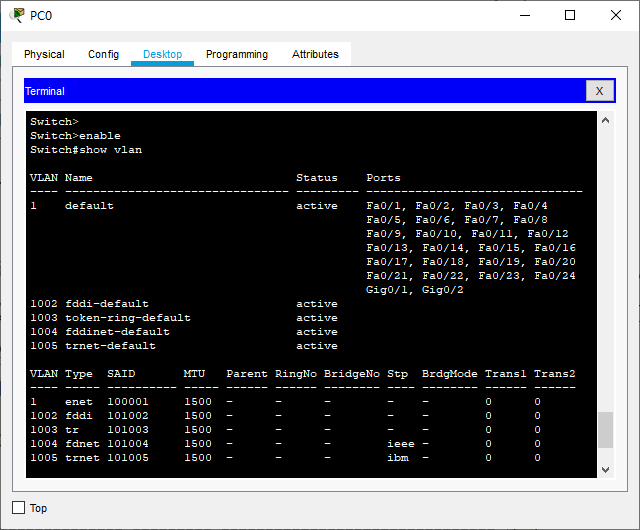 PC0
Physical Config Desktop Programming Attributes
Terminal X
Switch>
Switch>enable
Switch#show vlan
VLAN Name                             Status    Ports
---- -------------------------------- --------- -------------------------------
1    default                          active    Fa0/1, Fa0/2, Fa0/3, Fa0/4
                                                Fa0/5, Fa0/6, Fa0/7, Fa0/8
                                                Fa0/9, Fa0/10, Fa0/11, Fa0/12
                                                Fa0/13, Fa0/14, Fa0/15, Fa0/16
                                                Fa0/17, Fa0/18, Fa0/19, Fa0/20
                                                Fa0/21, Fa0/22, Fa0/23, Fa0/24
                                                Gig0/1, Gig0/2
1002 fddi-default                     active
1003 token-ring-default               active
1004 fddinet-default                  active
1005 trnet-default                    active
VLAN Type  SAID       MTU   Parent RingNo BridgeNo Stp  BrdgMode Trans1 Trans2
---- ----- ---------- ----- ------ ------ -------- ---- -------- ------ ------
1    enet  100001     1500  -      -      -        -    -        0      0
1002 fddi  101002     1500  -      -      -        -    -        0      0
1003 tr    101003     1500  -      -      -        -    -        0      0
1004 fdnet 101004     1500  -      -      -        ieee -        0      0
1005 trnet 101005     1500  -      -      -        ibm  -        0      0
Top